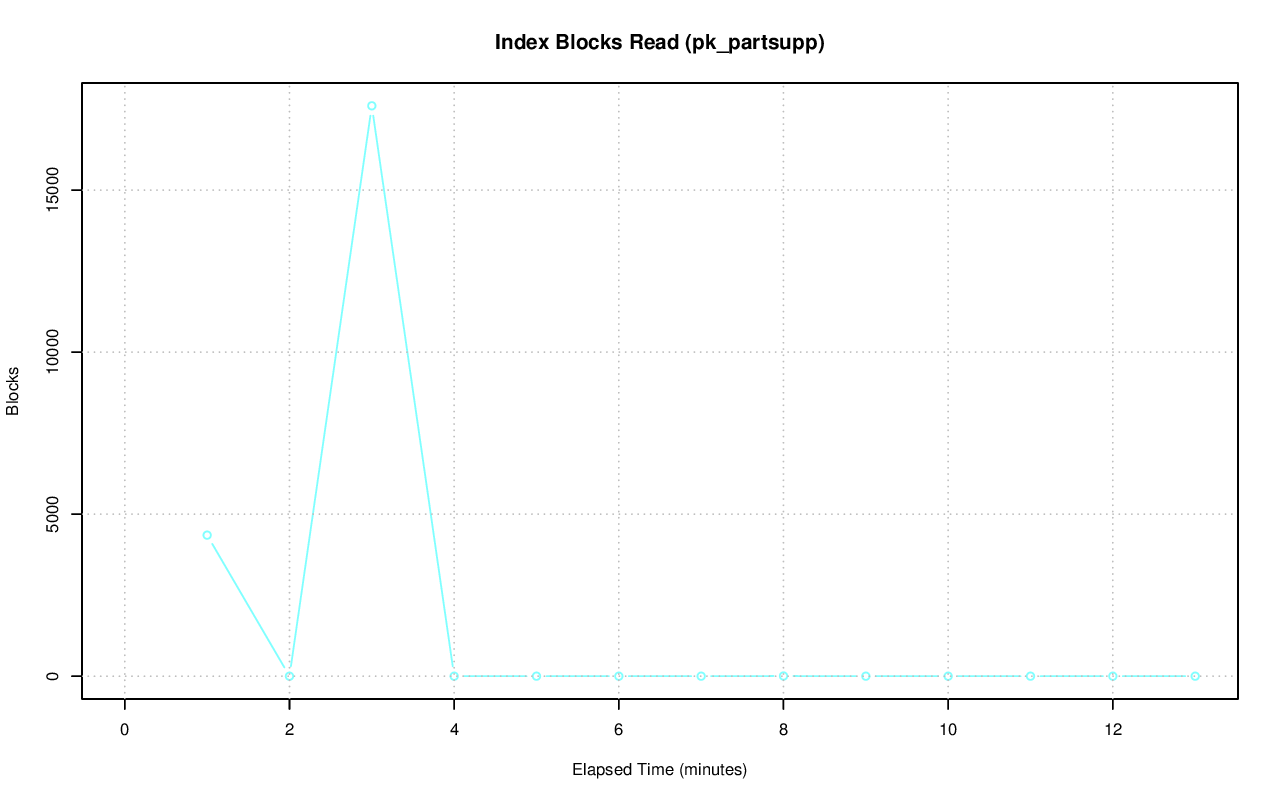 Index Blocks Read (pk_partsupp)
Blocks
15000
10000
5000
0
0 2 4 6 8 10 12
Elapsed Time (minutes)